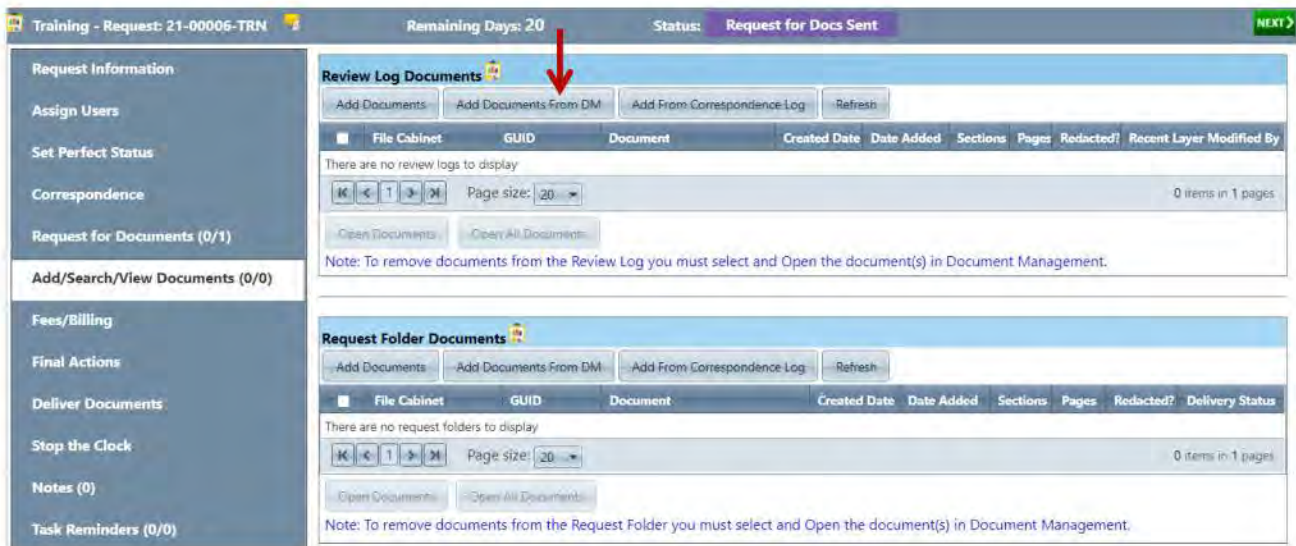 Training - Request: 21-00006-TRN Remaining Days: 20 Status: Request for Docs Sent NEXT
Request Information
Assign Users
Set Perfect Status
Correspondence
Request for Documents (0/1)
Add/Search/View Documents (0/0)
Fees/Billing
Final Actions
Deliver Documents
Stop the Clock
Notes (0)
Task Reminders (0/0)
Review Log Documents
Add Documents Add Documents From DM Add From Correspondence Log Refresh
File Cabinet GUID Document Created Date Date Added Sections Pages Redacted? Recent Layer Modified By
There are no review logs to display
1 Page size: 20 0 items in 1 pages
Open Documents Open All Documents
Note: To remove documents from the Review Log you must select and Open the document(s) in Document Management.
Request Folder Documents
Add Documents Add Documents From DM Add From Correspondence Log Refresh
File Cabinet GUID Document Created Date Date Added Sections Pages Redacted? Delivery Status
There are no request folders to display
1 Page size: 20 0 items in 1 pages
Open Documents Open All Documents
Note: To remove documents from the Request Folder you must select and Open the document(s) in Document Management.